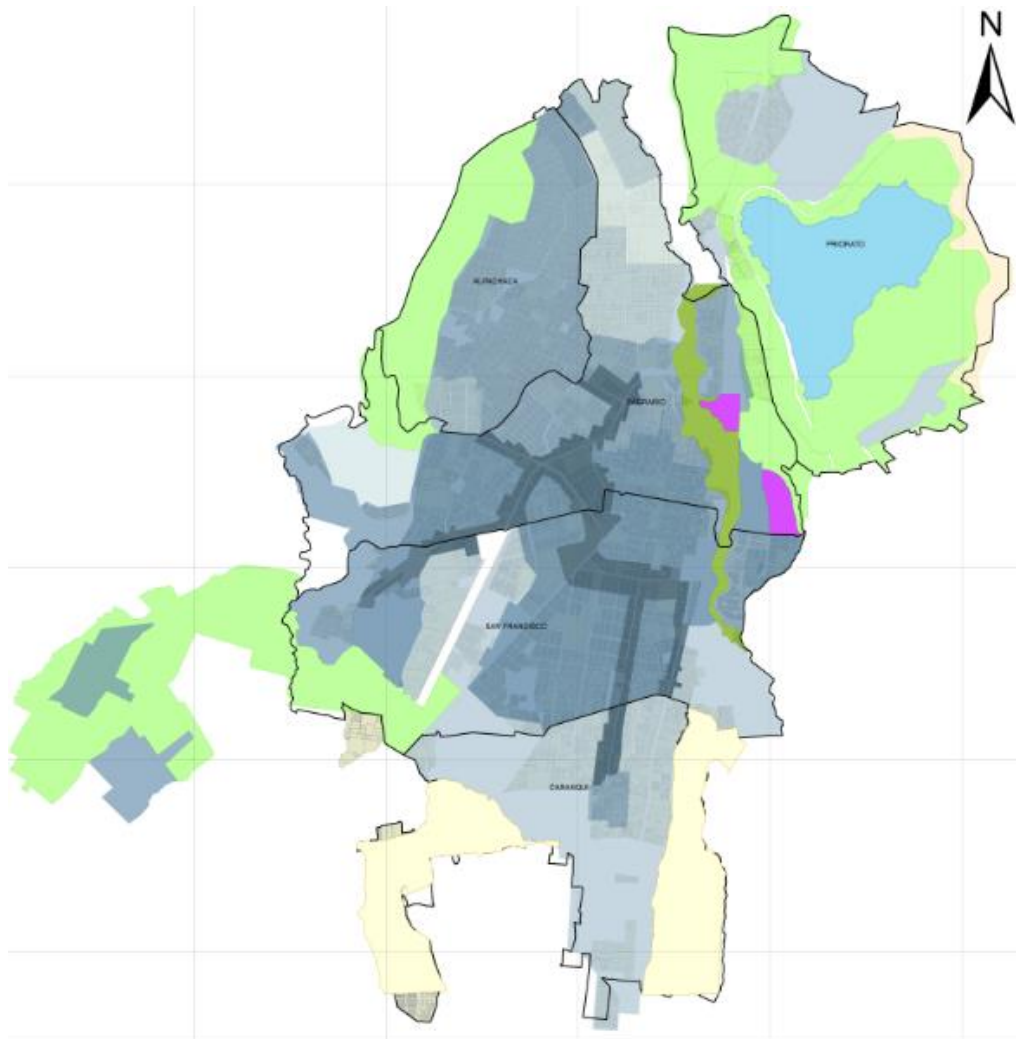 N
PRIORATO
ALPACHACA
SAGRARIO
SAN FRANCISCO
CARANQUI